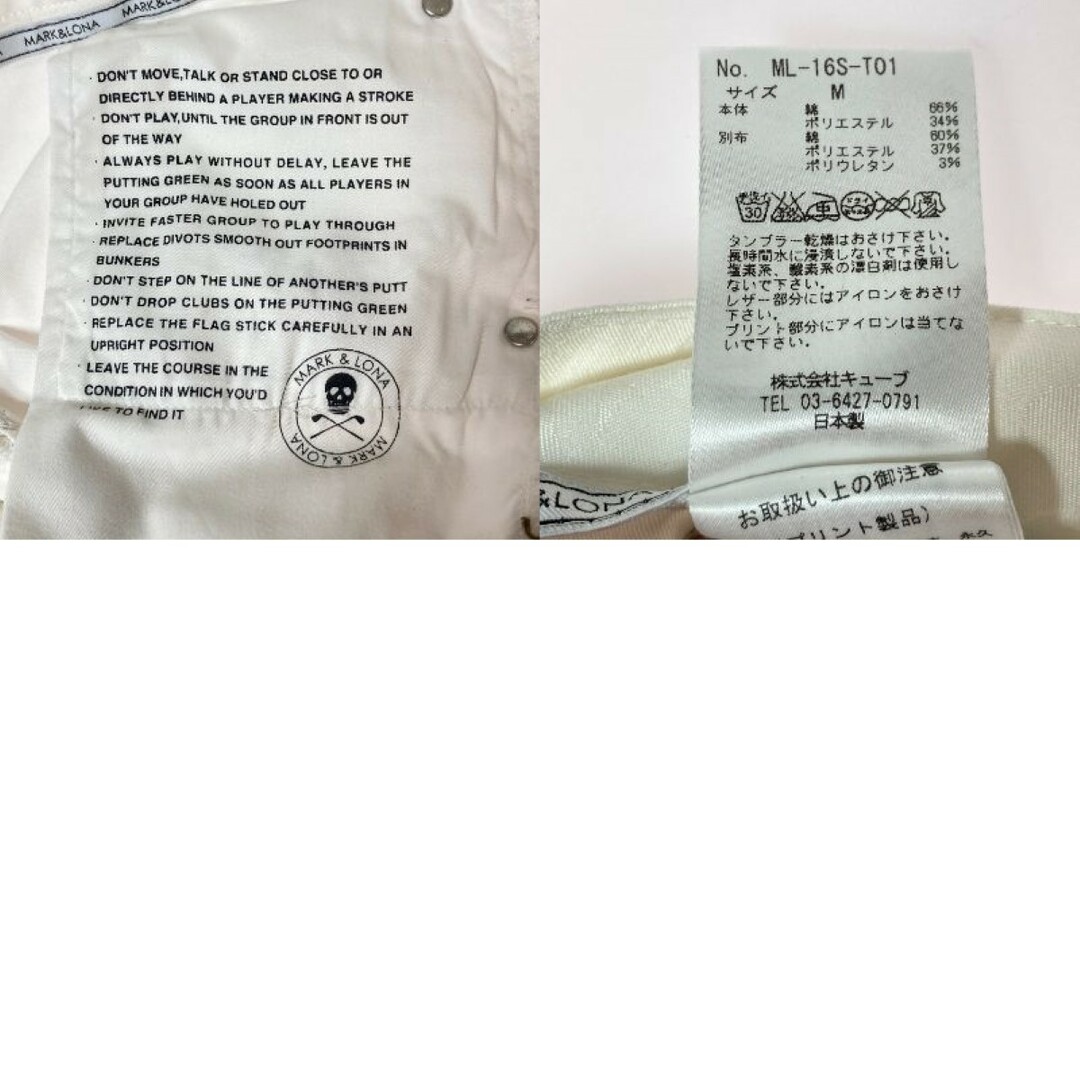 MARK&LONA MARK&LONA
· DON'T MOVE,TALK OR STAND CLOSE TO OR
DIRECTLY BEHIND A PLAYER MAKING A STROKE
· DON'T PLAY,UNTIL THE GROUP IN FRONT IS OUT
OF THE WAY
· ALWAYS PLAY WITHOUT DELAY, LEAVE THE
PUTTING GREEN AS SOON AS ALL PLAYERS IN
YOUR GROUP HAVE HOLED OUT
· INVITE FASTER GROUP TO PLAY THROUGH
· REPLACE DIVOTS SMOOTH OUT FOOTPRINTS IN
BUNKERS
· DON'T STEP ON THE LINE OF ANOTHER'S PUTT
· DON'T DROP CLUBS ON THE PUTTING GREEN
· REPLACE THE FLAG STICK CAREFULLY IN AN
UPRIGHT POSITION
· LEAVE THE COURSE IN THE
CONDITION IN WHICH YOU'D
LIKE TO FIND IT
MARK & LONA
MARK & LONA
No. ML-16S-T01
サイズ M
本体 綿 66%
ポリエステル 34%
別布 綿 60%
ポリエステル 37%
ポリウレタン 3%
30 中
タンブラー乾燥はおさけ下さい。
長時間水に浸漬しないで下さい。
塩素系、酸素系の漂白剤は使用し
ないで下さい。
レザー部分にはアイロンをおさけ
下さい。
プリント部分にアイロンは当てな
いで下さい。
株式会社キューブ
TEL 03-6427-0791
日本製
&LONA
お取扱い上の御注意
プリント製品)